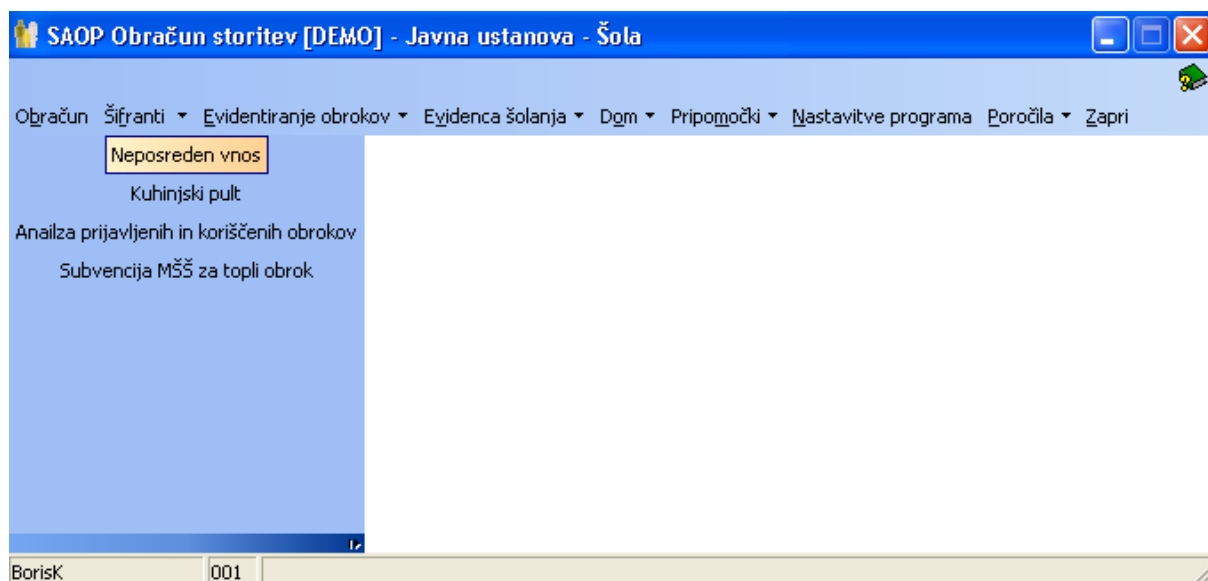 SAOP Obračun storitev [DEMO] - Javna ustanova - Šola
Obračun Šifranti Evidentiranje obrokov Evidenca šolanja Dom Pripomočki Nastavitve programa Poročila Zapri
Neposreden vnos
Kuhinjski pult
Anailza prijavljenih in koriščenih obrokov
Subvencija MŠŠ za topli obrok
BorisK 001